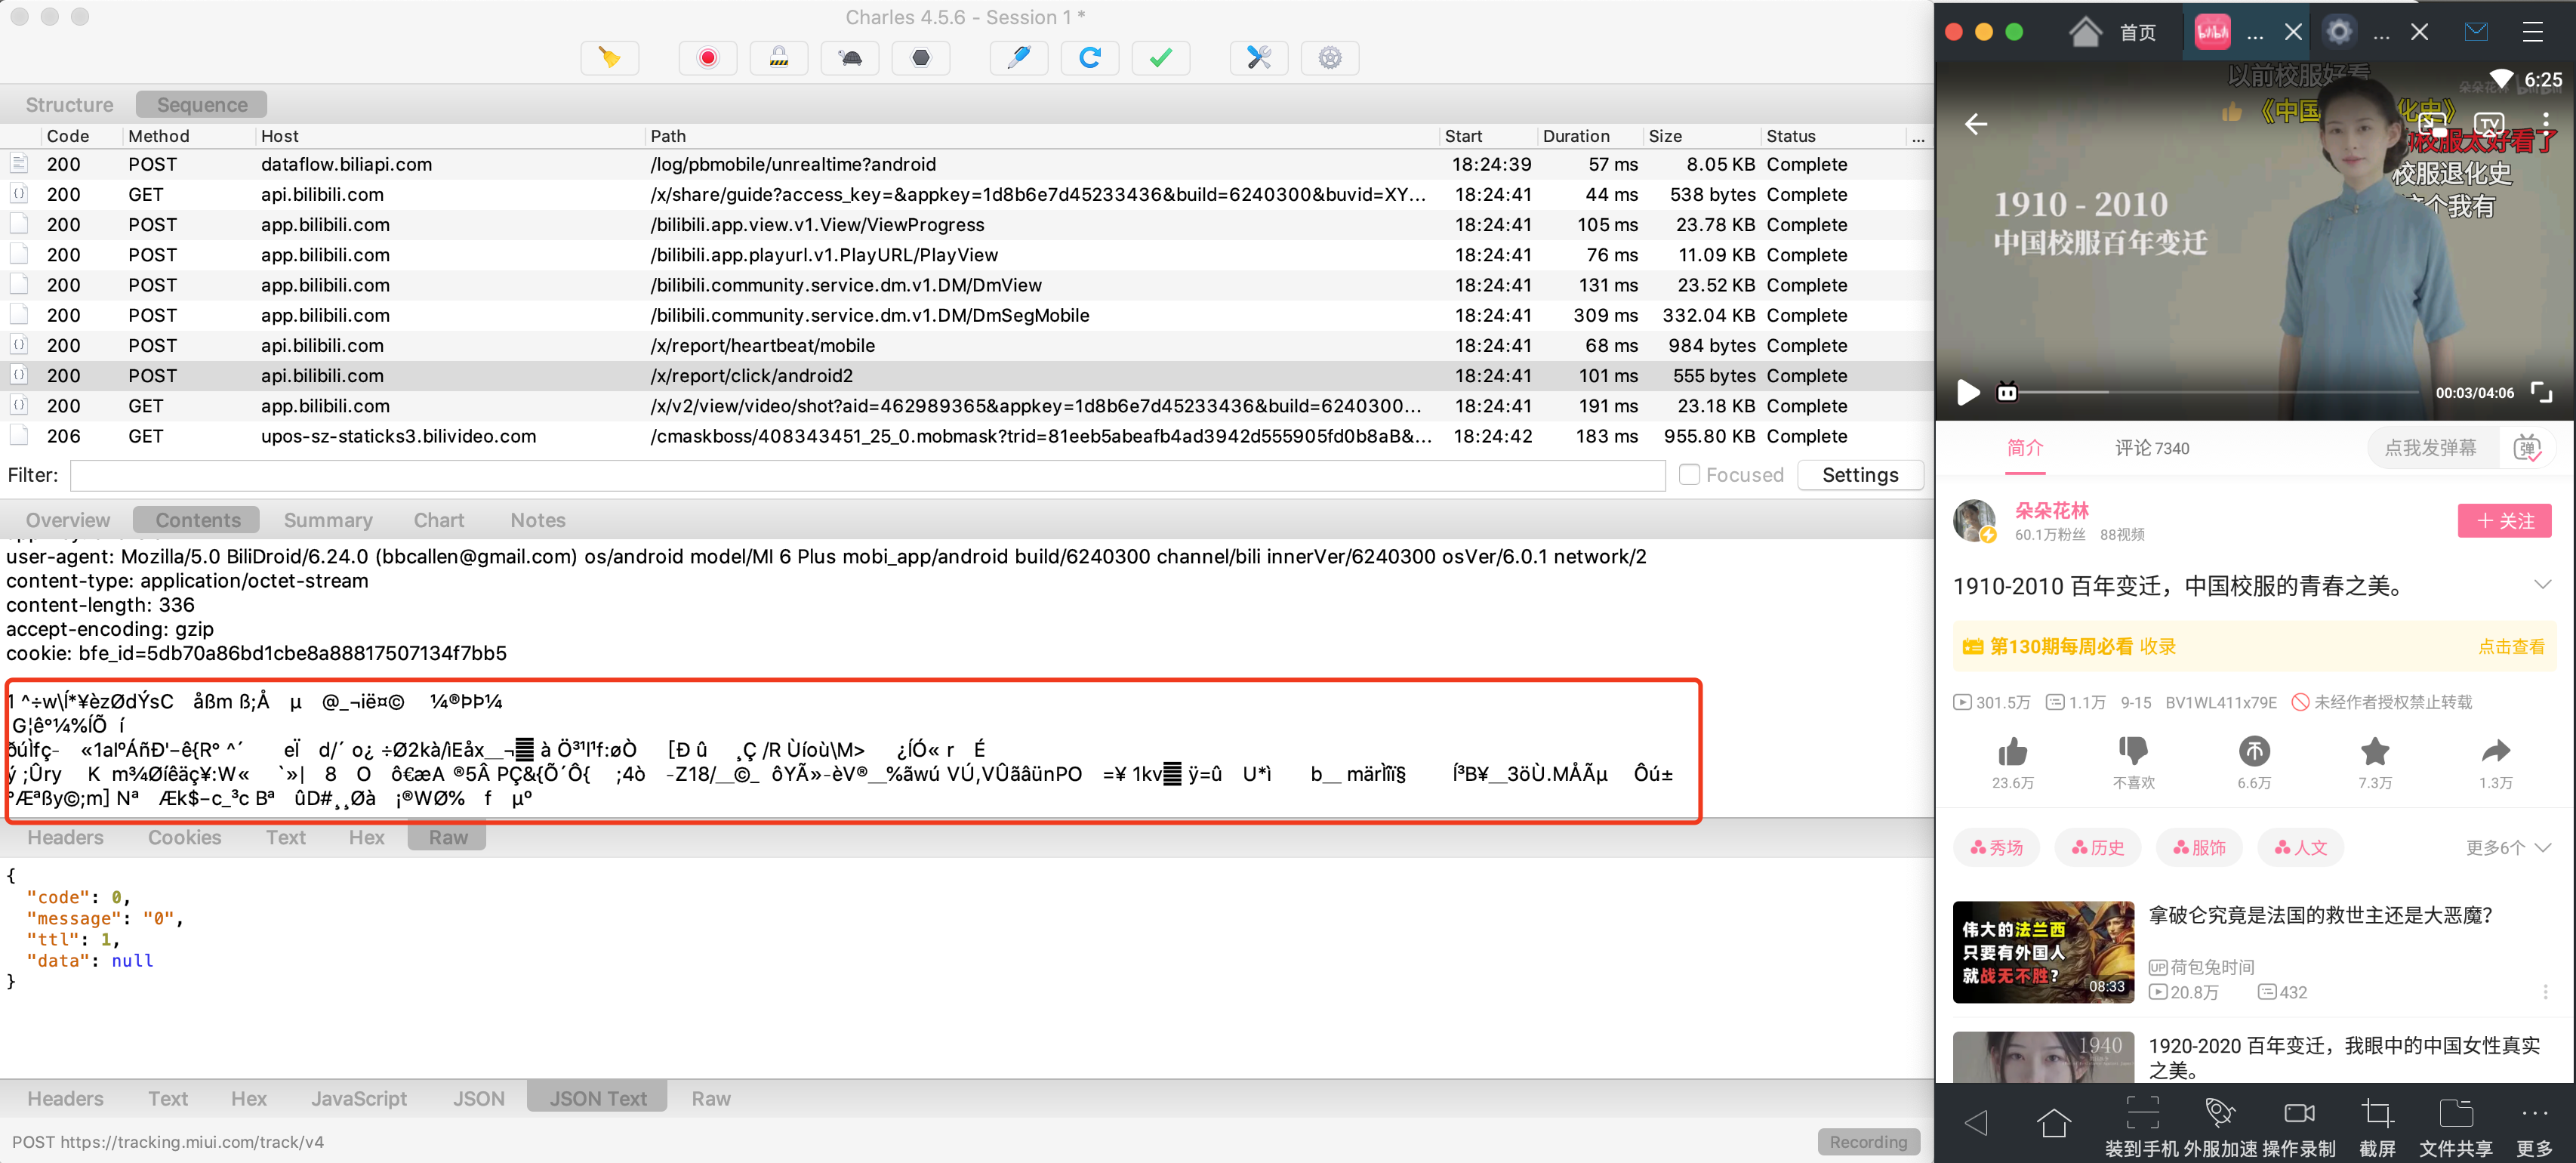 Charles 4.5.6 - Session 1 *
Structure Sequence
Code Method Host Path Start Duration Size Status ...
200 POST dataflow.biliapi.com /log/pbmobile/unrealtime?android 18:24:39 57 ms 8.05 KB Complete
200 GET api.bilibili.com /x/share/guide?access_key=&appkey=1d8b6e7d45233436&build=6240300&buvid=XY... 18:24:41 44 ms 538 bytes Complete
200 POST app.bilibili.com /bilibili.app.view.v1.View/ViewProgress 18:24:41 105 ms 23.78 KB Complete
200 POST app.bilibili.com /bilibili.app.playurl.v1.PlayURL/PlayView 18:24:41 76 ms 11.09 KB Complete
200 POST app.bilibili.com /bilibili.community.service.dm.v1.DM/DmView 18:24:41 131 ms 23.52 KB Complete
200 POST app.bilibili.com /bilibili.community.service.dm.v1.DM/DmSegMobile 18:24:41 309 ms 332.04 KB Complete
200 POST api.bilibili.com /x/report/heartbeat/mobile 18:24:41 68 ms 984 bytes Complete
200 POST api.bilibili.com /x/report/click/android2 18:24:41 101 ms 555 bytes Complete
200 GET app.bilibili.com /x/v2/view/video/shot?aid=462989365&appkey=1d8b6e7d45233436&build=6240300... 18:24:41 191 ms 23.18 KB Complete
206 GET upos-sz-staticks3.bilivideo.com /cmaskboss/408343451_25_0.mobmask?trid=81eeb5abeafb4ad3942d555905fd0b8aB&... 18:24:42 183 ms 955.80 KB Complete
Filter: Focused Settings
Overview Contents Summary Chart Notes
user-agent: Mozilla/5.0 BiliDroid/6.24.0 (bbcallen@gmail.com) os/android model/MI 6 Plus mobi_app/android build/6240300 channel/bili innerVer/6240300 osVer/6.0.1 network/2
content-type: application/octet-stream
content-length: 336
accept-encoding: gzip
cookie: bfe_id=5db70a86bd1cbe8a88817507134f7bb5
Headers Cookies Text Hex Raw
{
"code": 0,
"message": "0",
"ttl": 1,
"data": null
}
Headers Text Hex JavaScript JSON JSON Text Raw
POST https://tracking.miui.com/track/v4 Recording
首页 bilibili ... ...
6:25
以前校服好看
校服太好看了
校服退化史
这个我有
TV
1910 - 2010
中国校服百年变迁
00:03/04:06
简介 评论 7340 点我发弹幕 弹
朵朵花林
60.1万粉丝 88视频
+ 关注
1910-2010 百年变迁，中国校服的青春之美。
第130期每周必看 收录 点击查看
301.5万 1.1万 9-15 BV1WL411x79E 未经作者授权禁止转载
23.6万 不喜欢 6.6万 7.3万 1.3万
秀场 历史 服饰 人文 更多6个
伟大的法兰西
只要有外国人
就战无不胜？
08:33
拿破仑究竟是法国的救世主还是大恶魔？
UP 荷包兔时间
20.8万 432
1940
1920-2020 百年变迁，我眼中的中国女性真实
之美。
装到手机 外服加速 操作录制 截屏 文件共享 更多